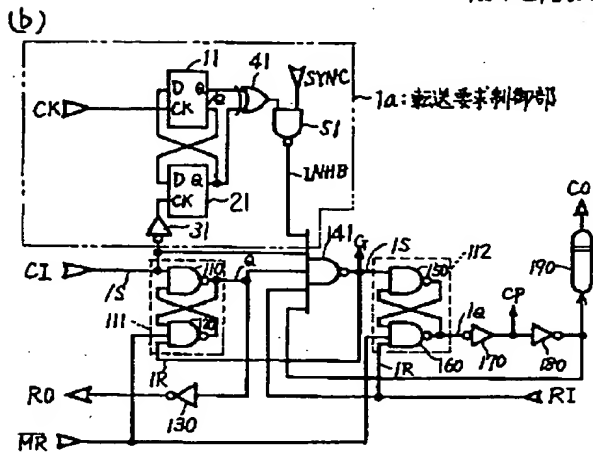 (b)
11
41
SYNC
D Q
CK
CK
Q
1a:転送要求制御部
51
D Q
CK
21
INHB
31
141
G
1S
112
CO
CI
1S
110
Q
150
190
111
120
CP
1Q
1R
1R
160
170
180
RO
130
RI
MR